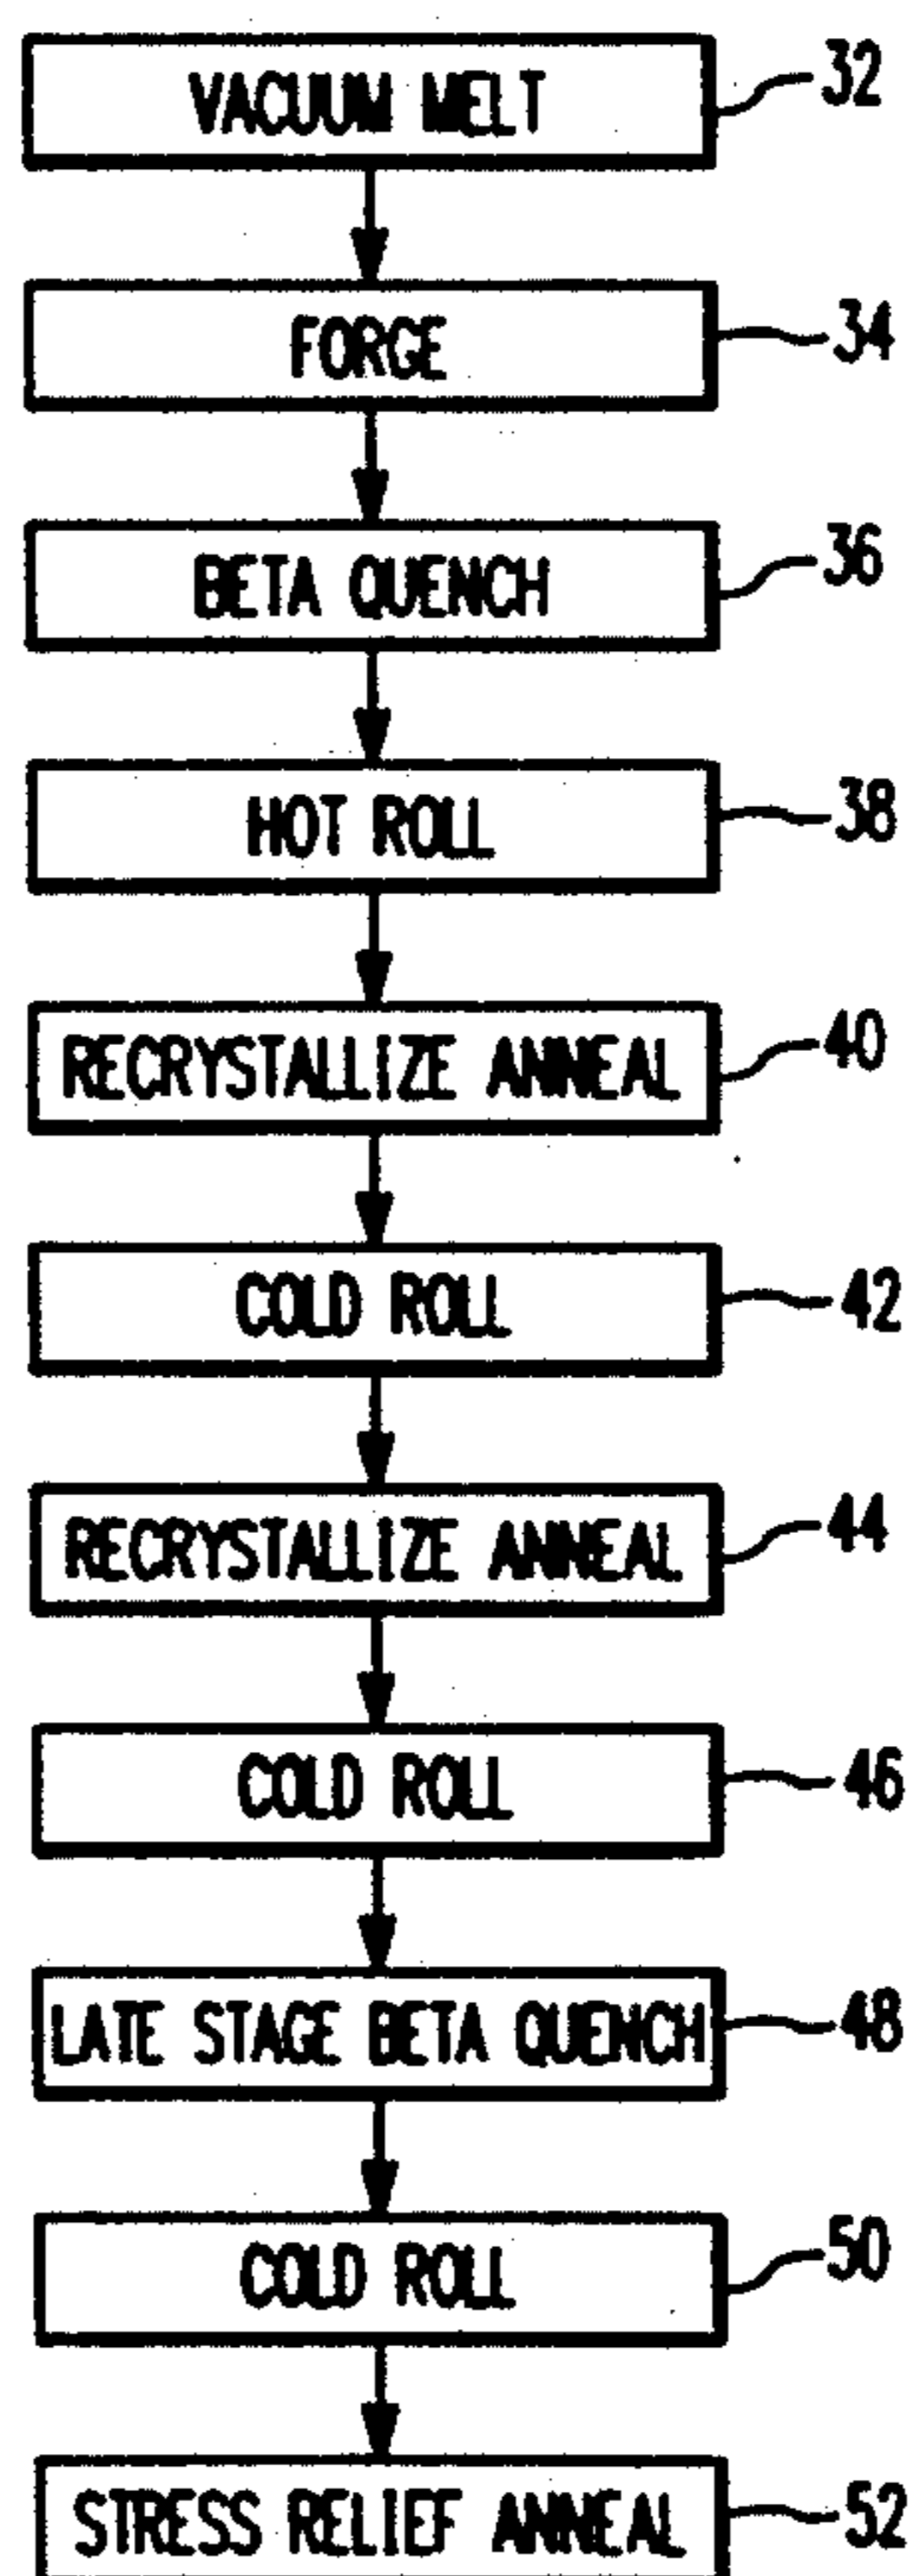 VACUUM MELT 32
FORGE 34
BETA QUENCH 36
HOT ROLL 38
RECRYSTALLIZE ANNEAL 40
COLD ROLL 42
RECRYSTALLIZE ANNEAL 44
COLD ROLL 46
LATE STAGE BETA QUENCH 48
COLD ROLL 50
STRESS RELIEF ANNEAL 52